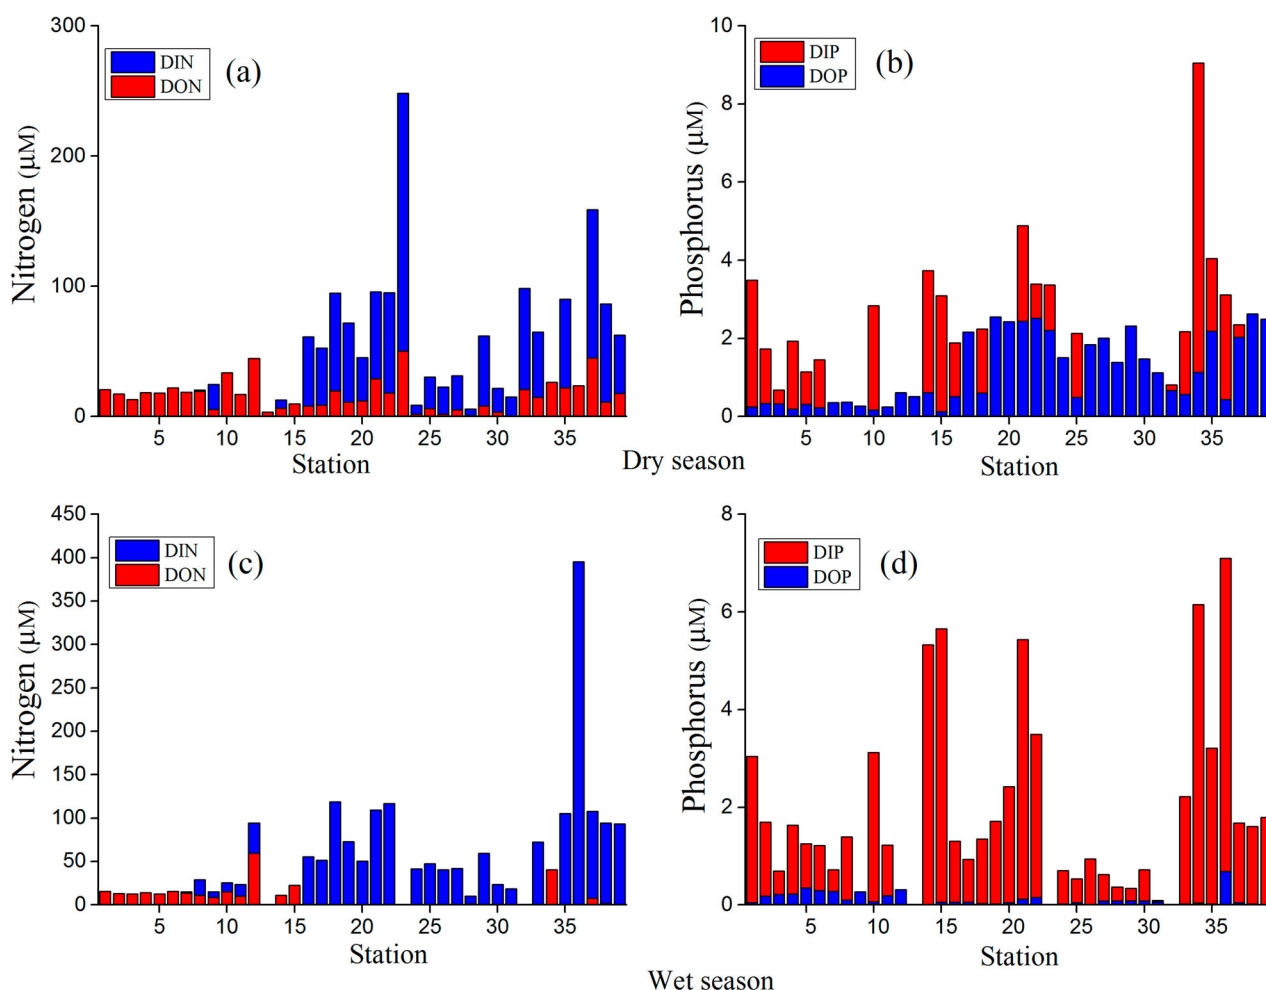 DIN
DON
(a)
Nitrogen (μM)
300
200
100
0
5 10 15 20 25 30 35
Station
DIP
DOP
(b)
Phosphorus (μM)
10
8
6
4
2
0
5 10 15 20 25 30 35
Station
Dry season
DIN
DON
(c)
Nitrogen (μM)
450
400
350
300
250
200
150
100
50
0
5 10 15 20 25 30 35
Station
DIP
DOP
(d)
Phosphorus (μM)
8
6
4
2
0
5 10 15 20 25 30 35
Station
Wet season